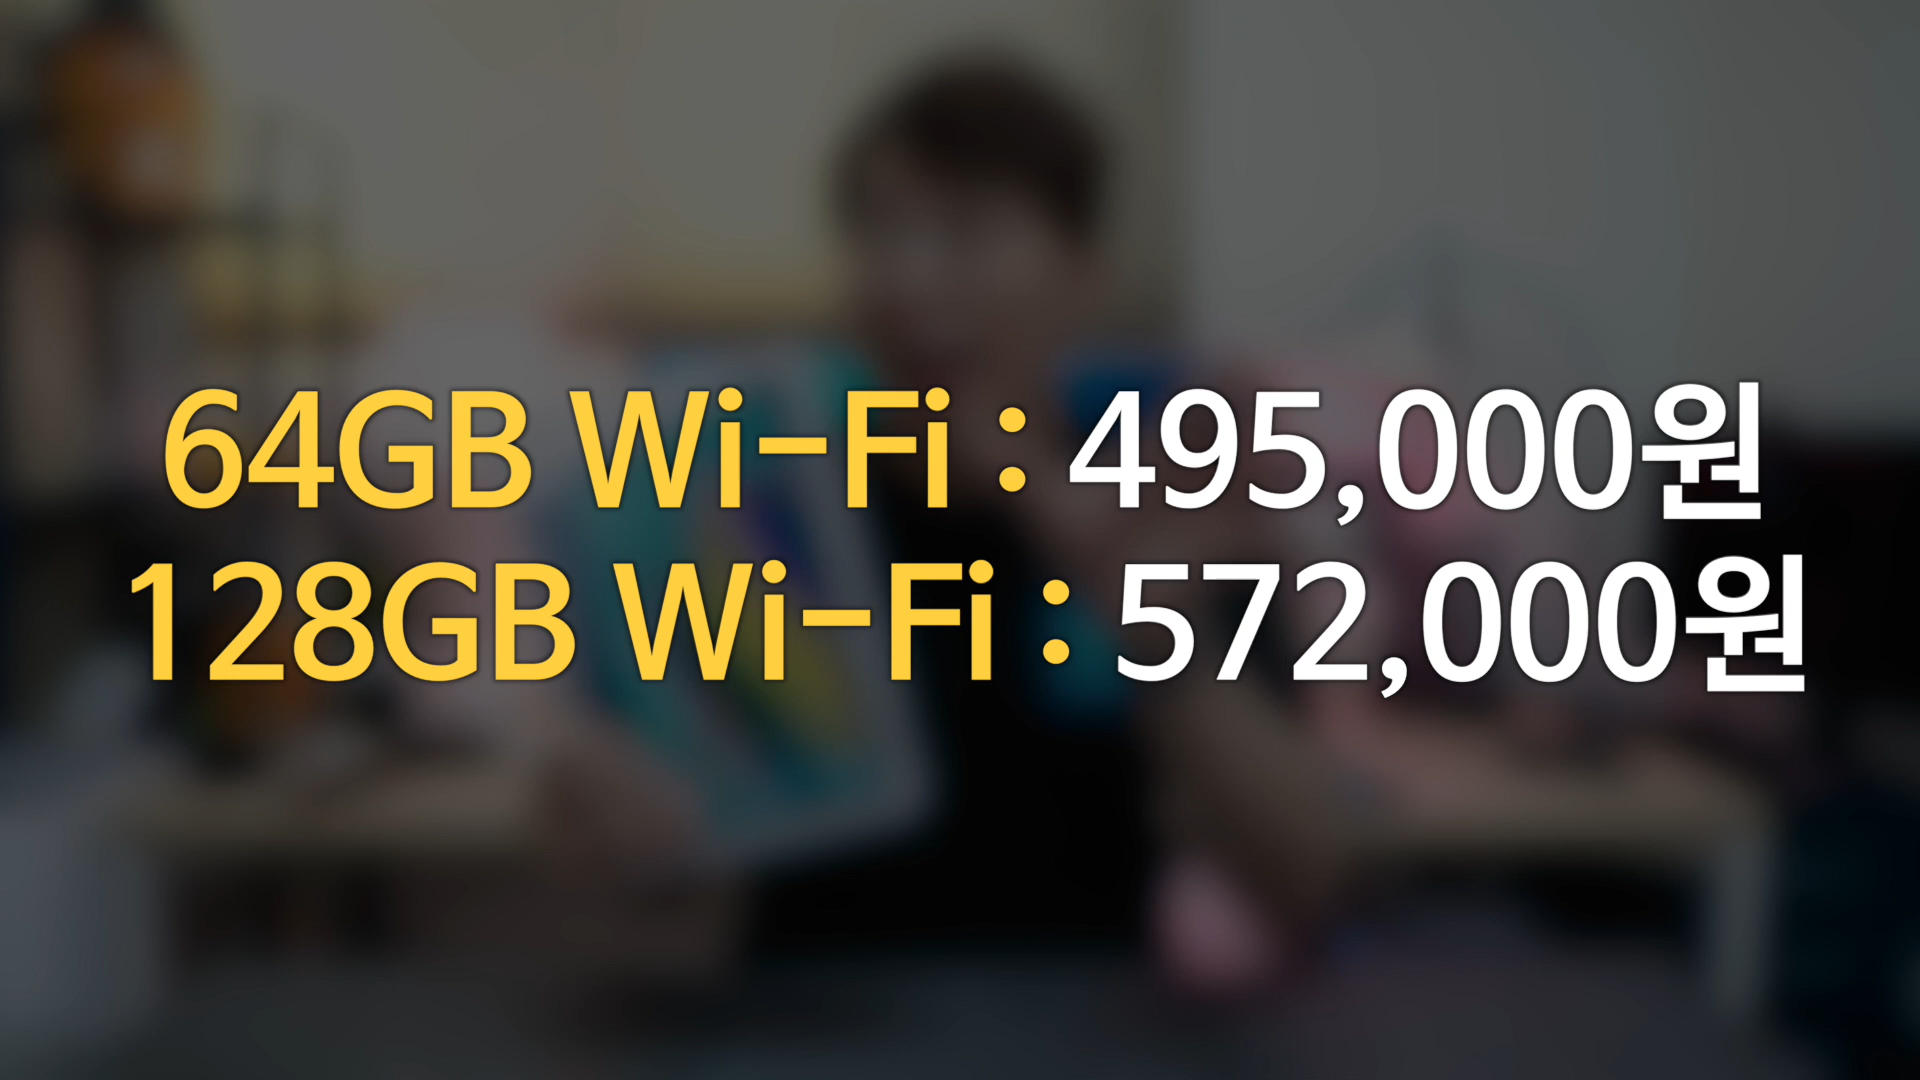 64GB Wi-Fi : 495,000원
128GB Wi-Fi : 572,000원